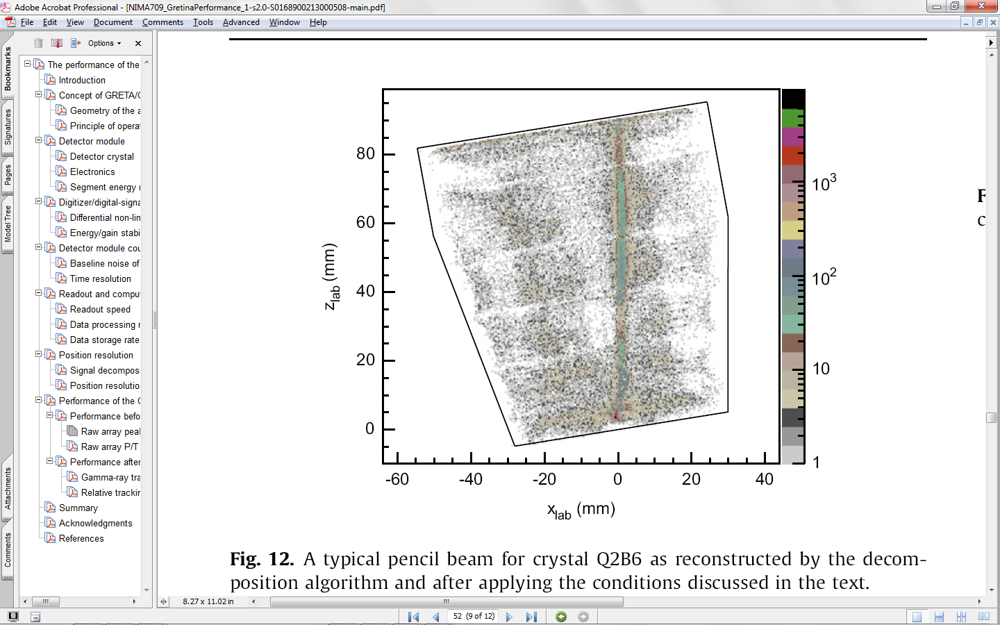 Adobe Acrobat Professional - [NIMA709_GretinaPerformance_1-s2.0-S0168900213000508-main.pdf]
File Edit View Document Comments Tools Advanced Window Help
Options
Bookmarks
Signatures
Pages
Model Tree
Attachments
Comments
The performance of the
Introduction
Concept of GRETA/G
Geometry of the a
Principle of opera
Detector module
Detector crystal
Electronics
Segment energy r
Digitizer/digital-signa
Differential non-lin
Energy/gain stabi
Detector module cou
Baseline noise of
Time resolution
Readout and compu
Readout speed
Data processing r
Data storage rate
Position resolution
Signal decompos
Position resolutio
Performance of the G
Performance befo
Raw array peal
Raw array P/T
Performance after
Gamma-ray tra
Relative trackin
Summary
Acknowledgments
References
80
60
40
20
0
z_lab (mm)
-60 -40 -20 0 20 40
x_lab (mm)
10^3
10^2
10
1
F
c
Fig. 12. A typical pencil beam for crystal Q2B6 as reconstructed by the decom-
position algorithm and after applying the conditions discussed in the text.
8.27 x 11.02 in
52 (9 of 12)